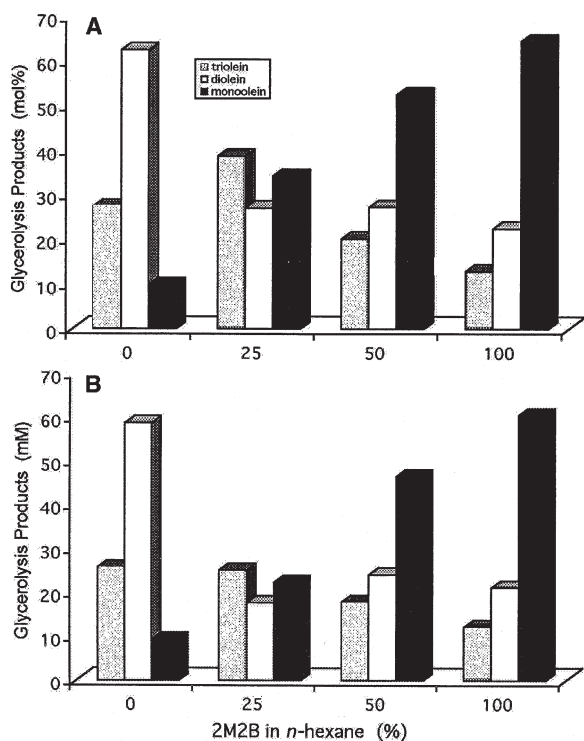 A
Glycerolysis Products (mol%)
70
60
50
40
30
20
10
0
triolein
diolein
monoolein
0 25 50 100
B
Glycerolysis Products (mM)
70
60
50
40
30
20
10
0
0 25 50 100
2M2B in n-hexane (%)